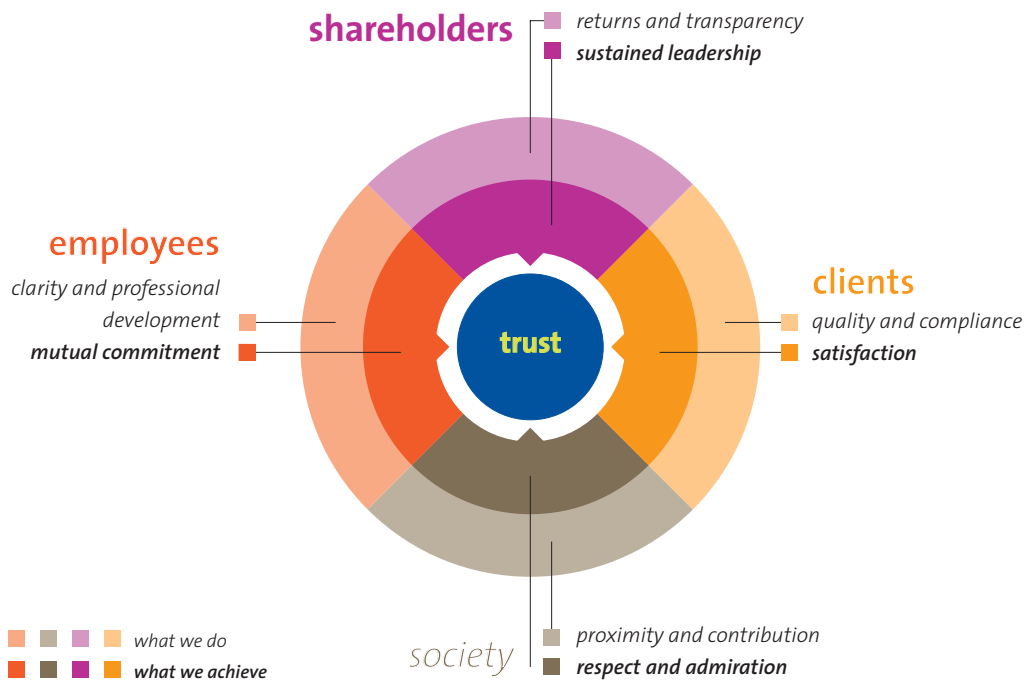 shareholders
returns and transparency
sustained leadership
employees
clarity and professional
development
mutual commitment
trust
clients
quality and compliance
satisfaction
society
proximity and contribution
respect and admiration
what we do
what we achieve